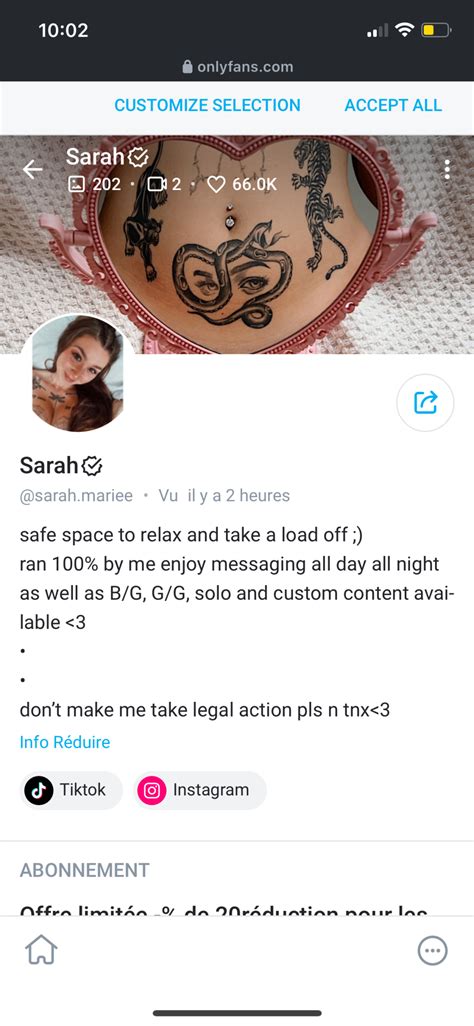 10:02
onlyfans.com
CUSTOMIZE SELECTION ACCEPT ALL
Sarah
202 · 2 · 66.0K
Sarah
@sarah.mariee • Vu il y a 2 heures
safe space to relax and take a load off ;)
ran 100% by me enjoy messaging all day all night
as well as B/G, G/G, solo and custom content avai-
lable <3
•
•
don’t make me take legal action pls n tnx<3
Info Réduire
Tiktok Instagram
ABONNEMENT
Offre limitée -% de 20réduction pour les